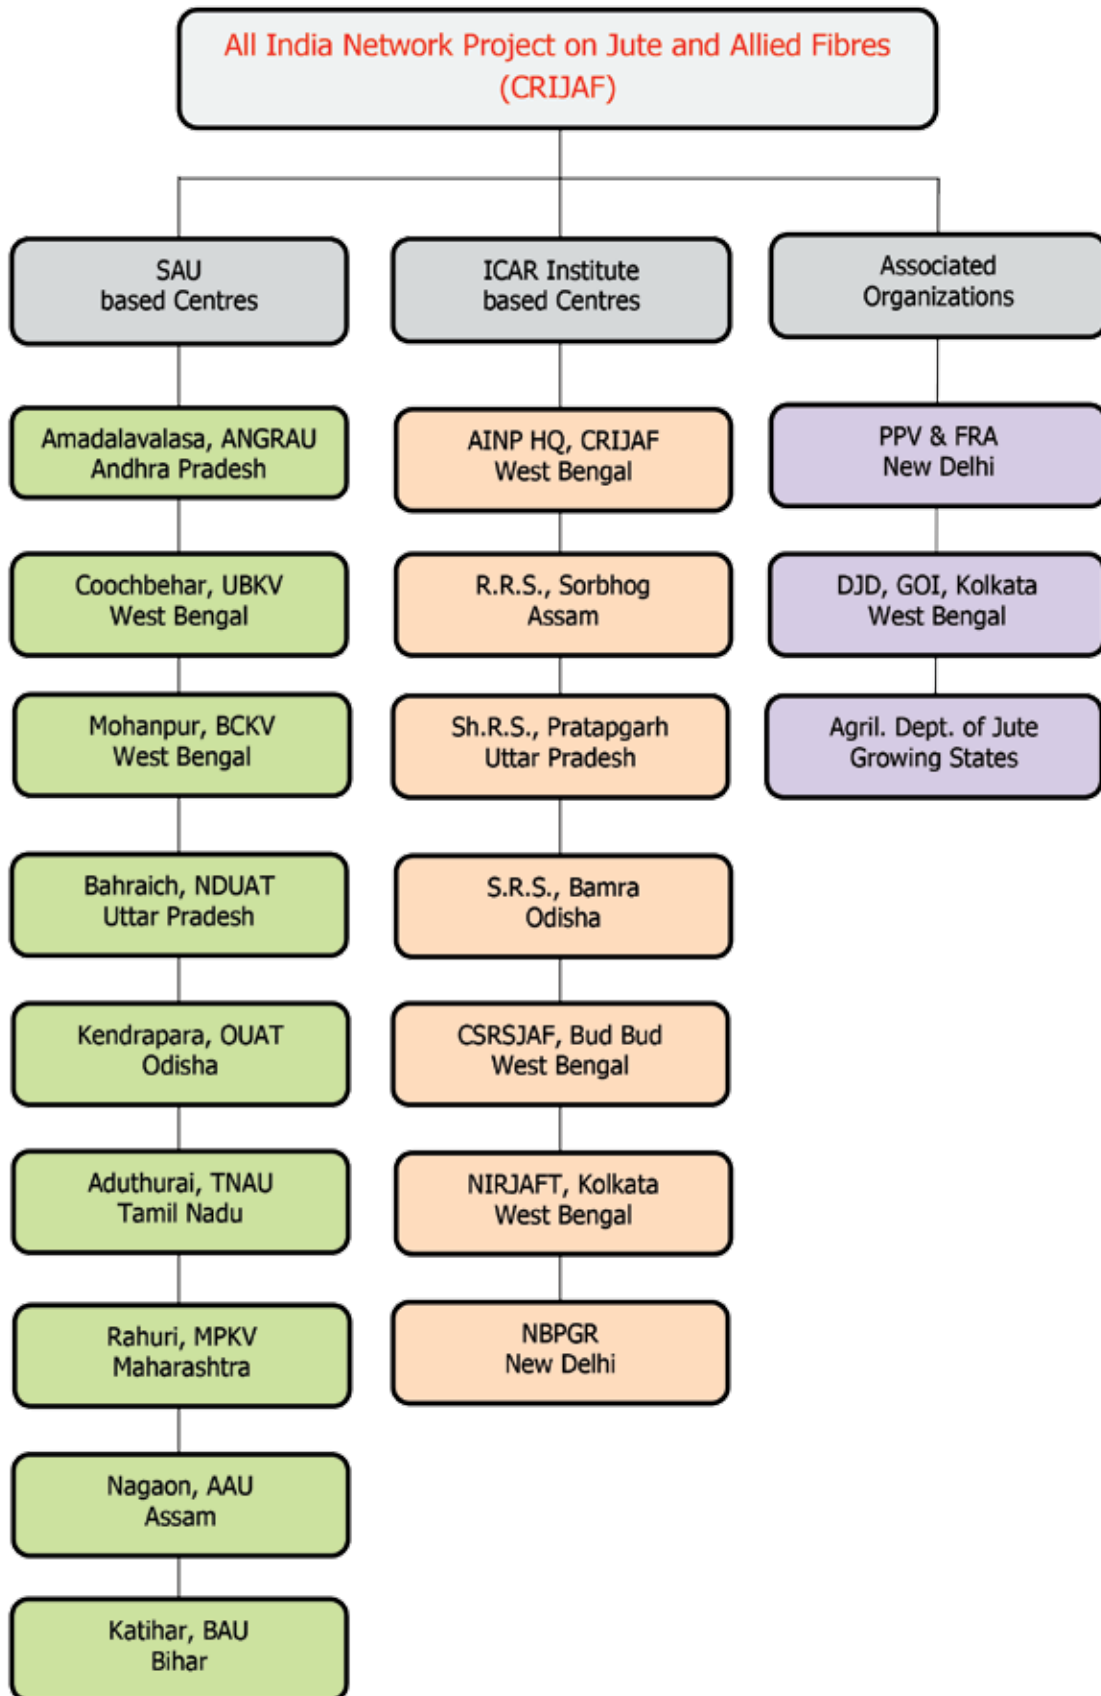 All India Network Project on Jute and Allied Fibres
(CRIJAF)
SAU
based Centres
Amadalavalasa, ANGRAU
Andhra Pradesh
Coochbehar, UBKV
West Bengal
Mohanpur, BCKV
West Bengal
Bahraich, NDUAT
Uttar Pradesh
Kendrapara, OUAT
Odisha
Aduthurai, TNAU
Tamil Nadu
Rahuri, MPKV
Maharashtra
Nagaon, AAU
Assam
Katihar, BAU
Bihar
ICAR Institute
based Centres
AINP HQ, CRIJAF
West Bengal
R.R.S., Sorbhog
Assam
Sh.R.S., Pratapgarh
Uttar Pradesh
S.R.S., Bamra
Odisha
CSRSJAF, Bud Bud
West Bengal
NIRJAFT, Kolkata
West Bengal
NBPGR
New Delhi
Associated
Organizations
PPV & FRA
New Delhi
DJD, GOI, Kolkata
West Bengal
Agril. Dept. of Jute
Growing States